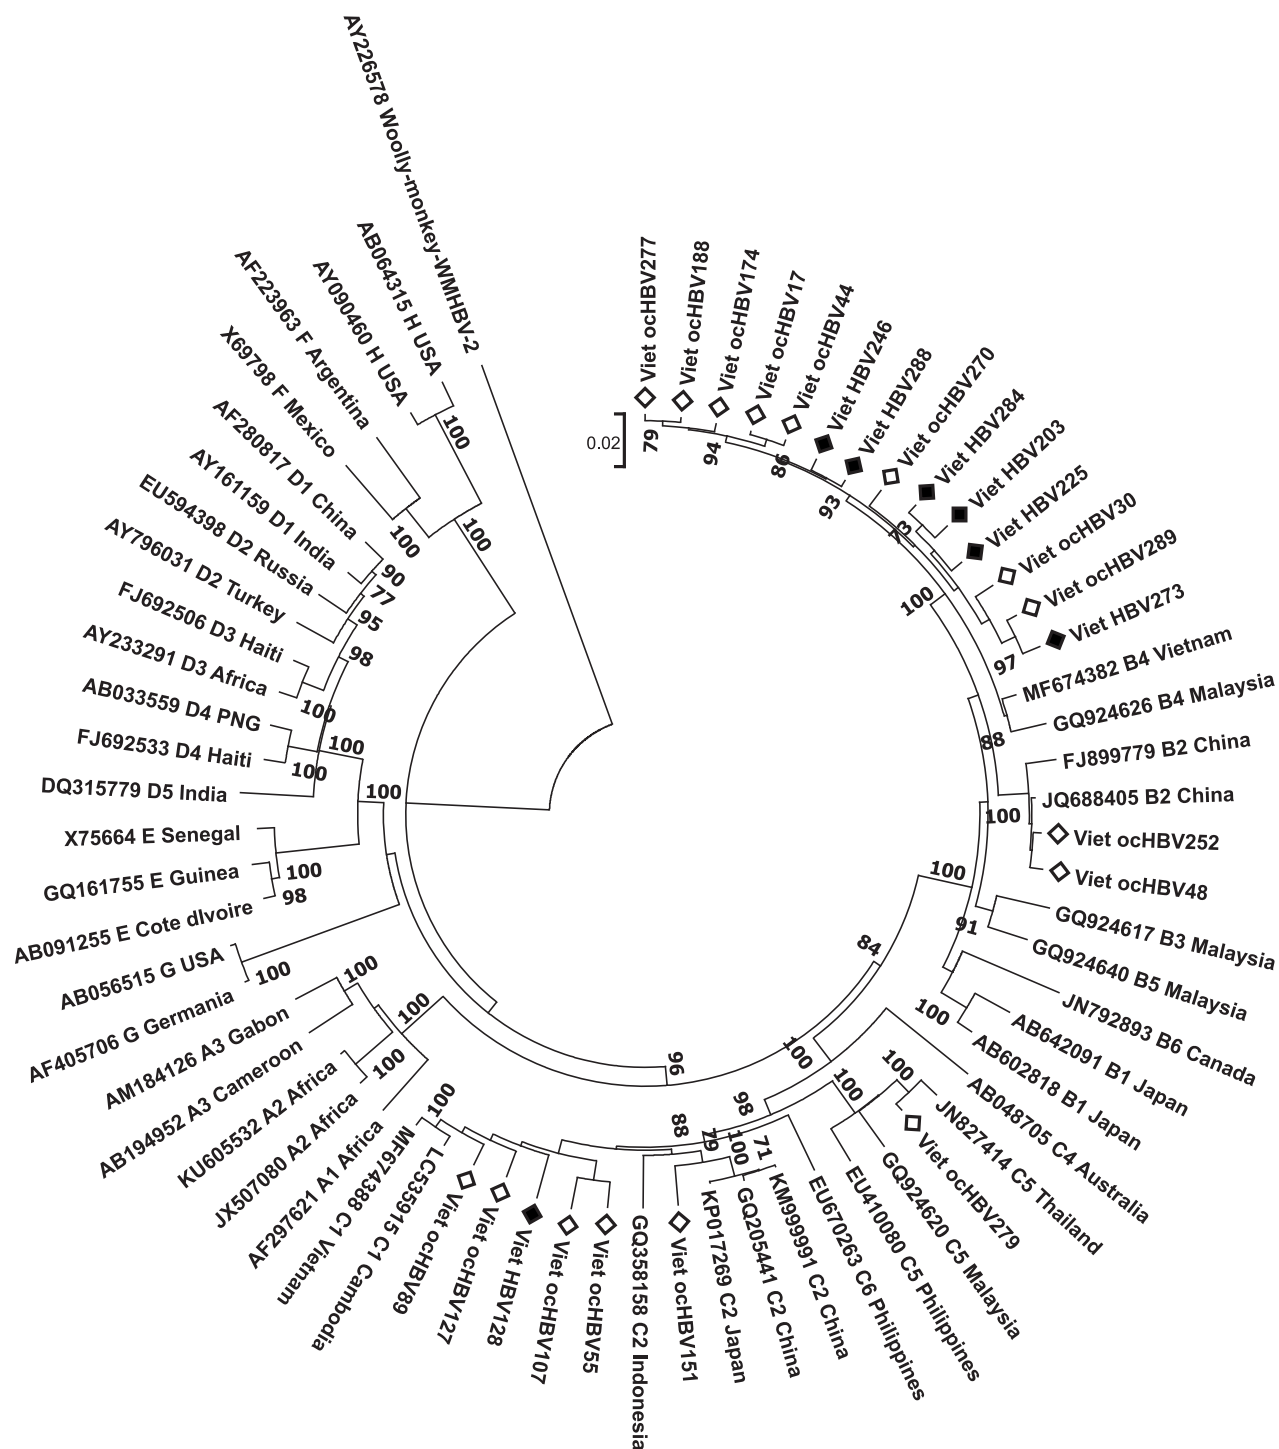 AY226578 Woolly-monkey-WMHBV-2
Viet ocHBV277
Viet ocHBV188
Viet ocHBV174
Viet ocHBV17
Viet ocHBV44
Viet HBV246
Viet HBV288
Viet ocHBV270
Viet HBV284
Viet HBV203
Viet HBV225
Viet ocHBV30
Viet ocHBV289
Viet HBV273
MF674382 B4 Vietnam
GQ924626 B4 Malaysia
FJ899779 B2 China
JQ688405 B2 China
Viet ocHBV252
Viet ocHBV48
GQ924617 B3 Malaysia
GQ924640 B5 Malaysia
JN792893 B6 Canada
AB642091 B1 Japan
AB602818 B1 Japan
AB048705 C4 Australia
JN827414 C5 Thailand
Viet ocHBV279
GQ924620 C5 Malaysia
EU410080 C5 Philippines
EU670263 C6 Philippines
KM999991 C2 China
GQ205441 C2 China
KP017269 C2 Japan
Viet ocHBV151
GQ358158 C2 Indonesia
Viet ocHBV55
Viet ocHBV107
Viet HBV128
Viet ocHBV127
Viet ocHBV89
LC535915 C1 Cambodia
MF674388 C1 Vietnam
AF297621 A1 Africa
JX507080 A2 Africa
KU605532 A2 Africa
AB194952 A3 Cameroon
AM184126 A3 Gabon
AF405706 G Germania
AB056515 G USA
AB091255 E Cote dIvoire
GQ161755 E Guinea
X75664 E Senegal
DQ315779 D5 India
FJ692533 D4 Haiti
AB033559 D4 PNG
AY233291 D3 Africa
FJ692506 D3 Haiti
AY796031 D2 Turkey
EU594398 D2 Russia
AY161159 D1 India
AF280817 D1 China
X69798 F Mexico
AF223963 F Argentina
AY090460 H USA
AB064315 H USA
0.02
79
94
86
93
73
100
97
88
100
100
91
100
84
100
100
100
98
71
100
79
88
96
100
100
100
100
100
98
100
100
100
100
100
98
95
77
90
100
100
100